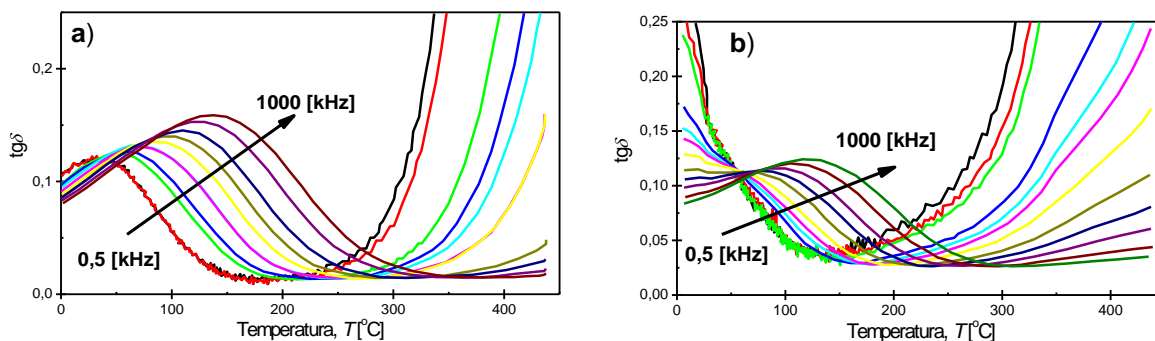 a)
tgδ
0,2
0,1
0,0
1000 [kHz]
0,5 [kHz]
0 100 200 300 400
Temperatura, T [°C]
b)
tgδ
0,25
0,20
0,15
0,10
0,05
0,00
1000 [kHz]
0,5 [kHz]
0 100 200 300 400
Temperatura, T [°C]